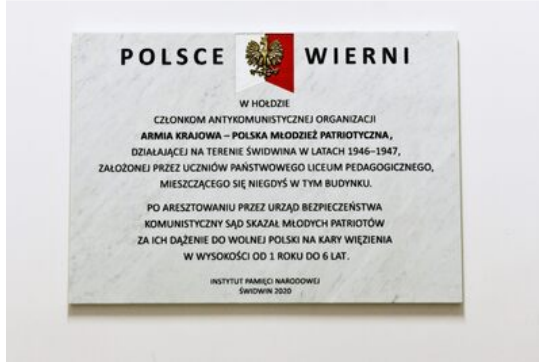 POLSCE WIERNI
W HOŁDZIE
CZŁONKOM ANTYKOMUNISTYCZNEJ ORGANIZACJI
ARMIA KRAJOWA – POLSKA MŁODZIEŻ PATRIOTYCZNA,
DZIAŁAJĄCEJ NA TERENIE ŚWIDWINA W LATACH 1946–1947,
ZAŁOŻONEJ PRZEZ UCZNIÓW PAŃSTWOWEGO LICEUM PEDAGOGICZNEGO,
MIESZCZĄCEGO SIĘ NIEGDYŚ W TYM BUDYNKU.
PO ARESZTOWANIU PRZEZ URZĄD BEZPIECZEŃSTWA
KOMUNISTYCZNY SĄD SKAZAŁ MŁODYCH PATRIOTÓW
ZA ICH DĄŻENIE DO WOLNEJ POLSKI NA KARY WIĘZIENIA
W WYSOKOŚCI OD 1 ROKU DO 6 LAT.
INSTYTUT PAMIĘCI NARODOWEJ
ŚWIDWIN 2020